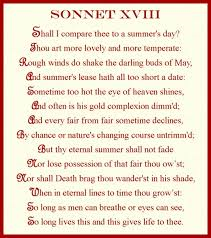 SONNET XVIII
Shall I compare thee to a summer's day?
Thou art more lovely and more temperate:
Rough winds do shake the darling buds of May,
And summer's lease hath all too short a date:
Sometime too hot the eye of heaven shines,
And often is his gold complexion dimm'd;
And every fair from fair sometime declines,
By chance or nature's changing course untrimm'd;
But thy eternal summer shall not fade
Nor lose possession of that fair thou ow'st;
Nor shall Death brag thou wander'st in his shade,
When in eternal lines to time thou grow'st:
So long as men can breathe or eyes can see,
So long lives this and this gives life to thee.